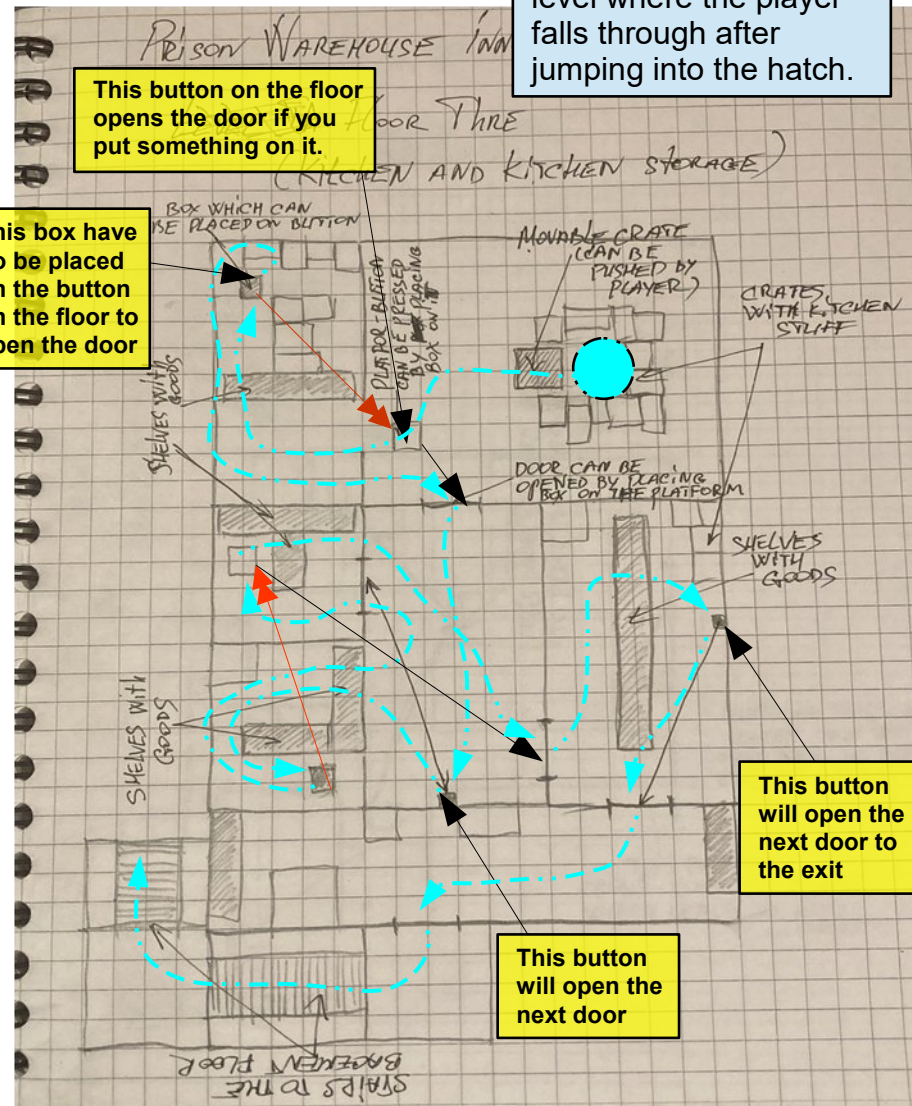 level where the player
falls through after
jumping into the hatch.
PRISON WAREHOUSE INN
This button on the floor
opens the door if you
put something on it.
FLOOR THRE
(KITCHEN AND KITCHEN STORAGE)
BOX WHICH CAN
BE PLACED ON BUTTON
his box have
o be placed
n the button
n the floor to
pen the door
MOVABLE CRATE
(CAN BE
PUSHED BY
PLAYER)
CRATES
WITH KITCHEN
STUFF
CAN BE PRESSED
BY PLACING
BOX ON IT
SHELVES WITH
GOODS
DOOR CAN BE
OPENED BY PLACING
BOX ON THE PLATFORM
SHELVES
WITH
GOODS
SHELVES WITH
GOODS
This button
will open the
next door to
the exit
This button
will open the
next door
STAIRS TO THE
BASEMENT FLOOR